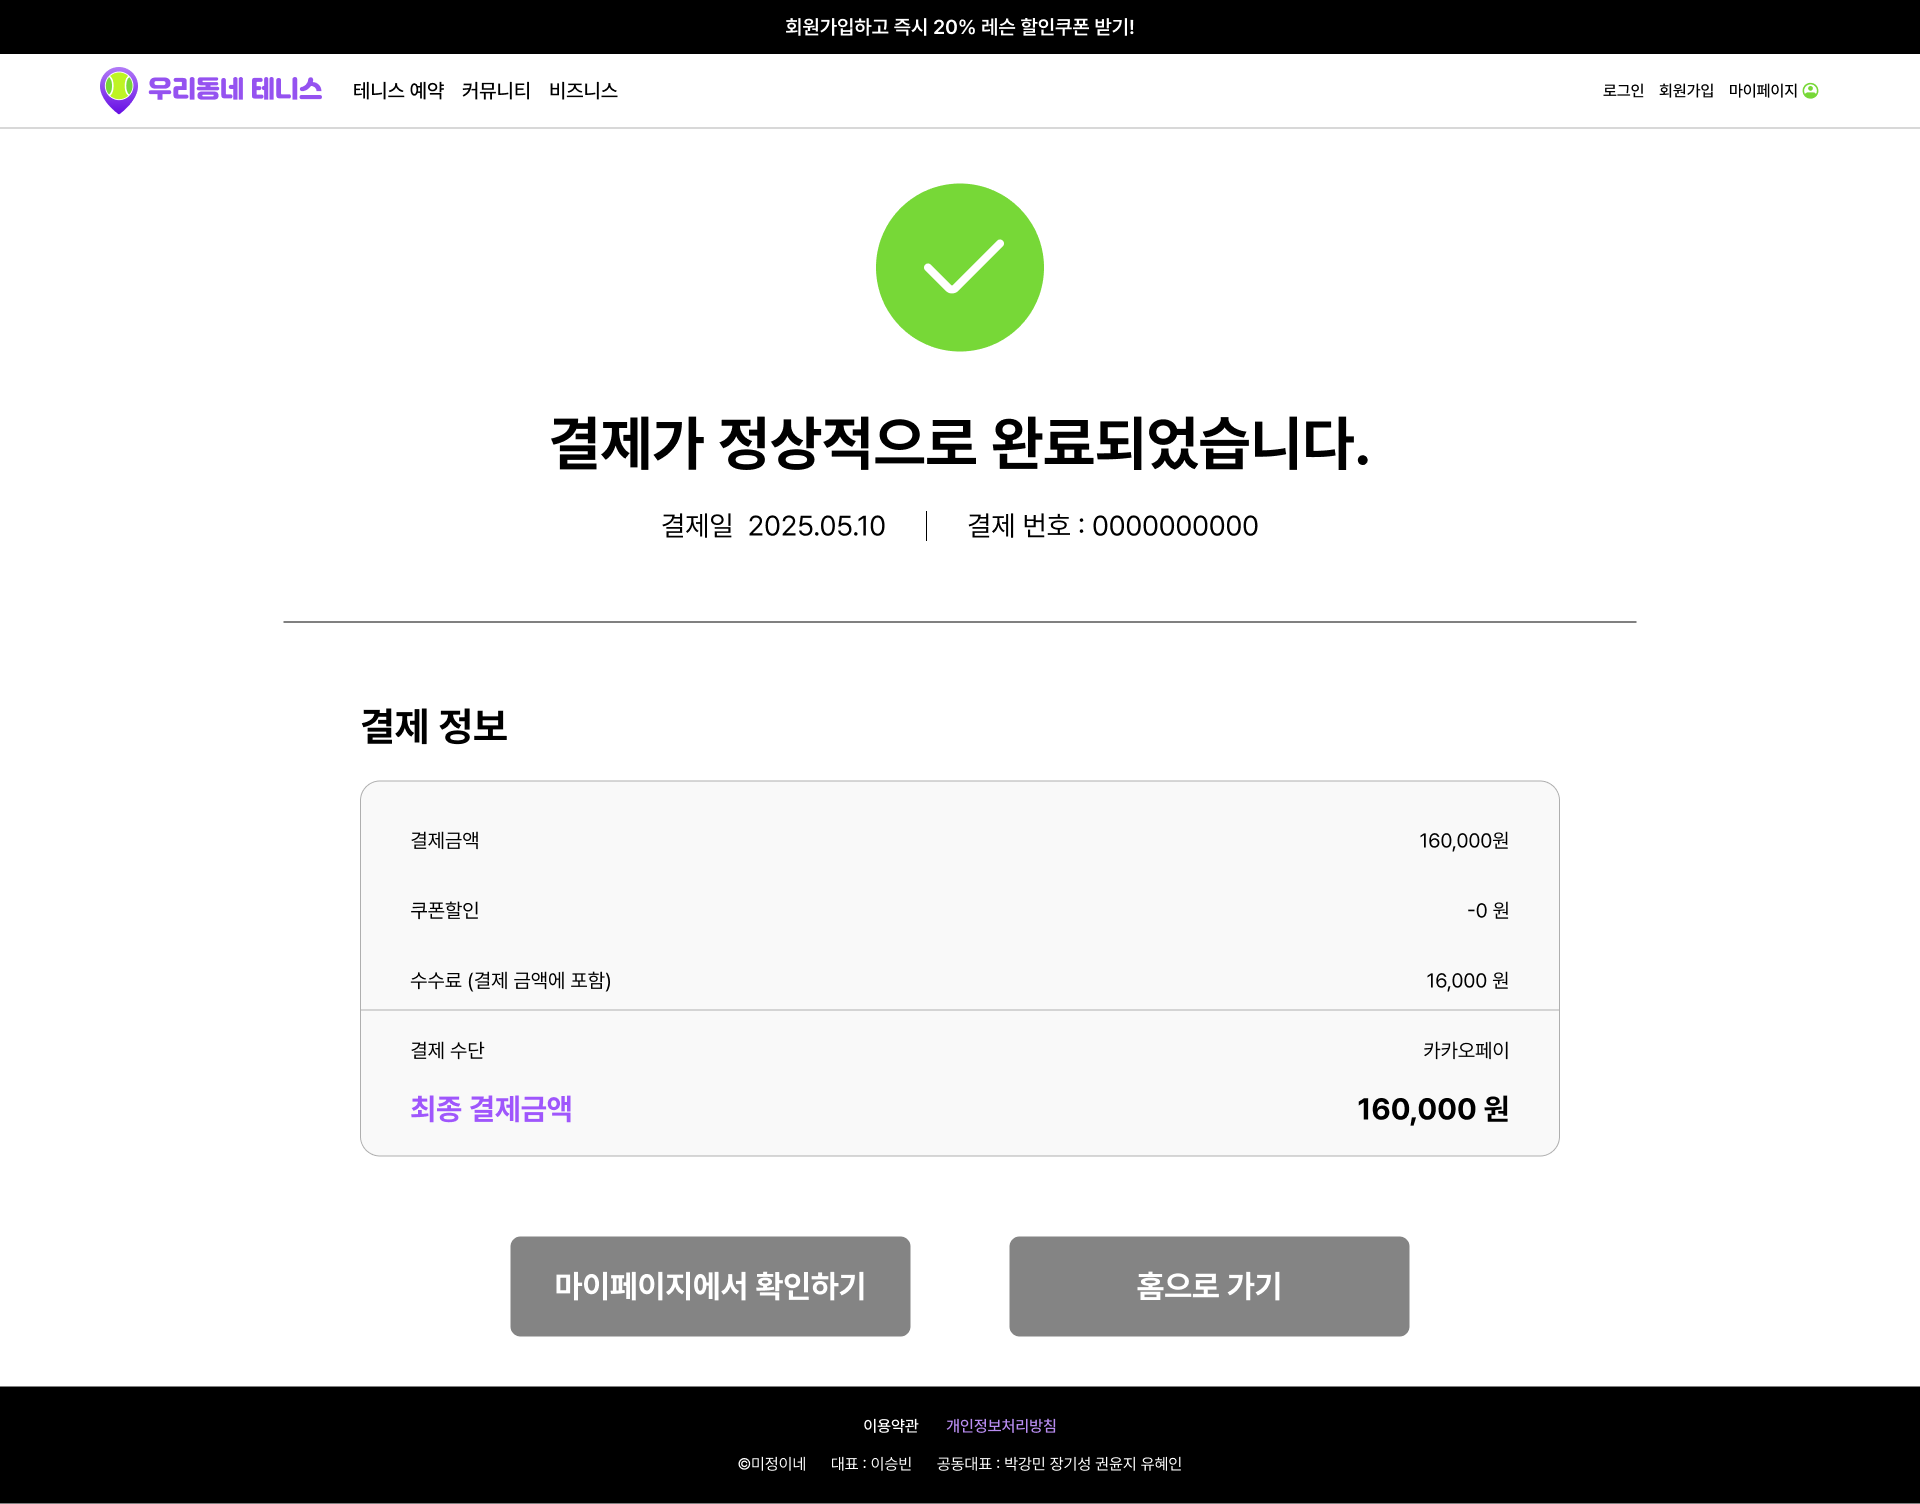 회원가입하고 즉시 20% 레슨 할인쿠폰 받기!
우리동네 테니스 테니스 예약 커뮤니티 비즈니스 로그인 회원가입 마이페이지
결제가 정상적으로 완료되었습니다.
결제일 2025.05.10 결제 번호 : 0000000000
결제 정보
결제금액 160,000원
쿠폰할인 -0 원
수수료 (결제 금액에 포함) 16,000 원
결제 수단 카카오페이
최종 결제금액 160,000 원
마이페이지에서 확인하기 홈으로 가기
이용약관 개인정보처리방침
©미정이네 대표 : 이승빈 공동대표 : 박강민 장기성 권윤지 유혜인